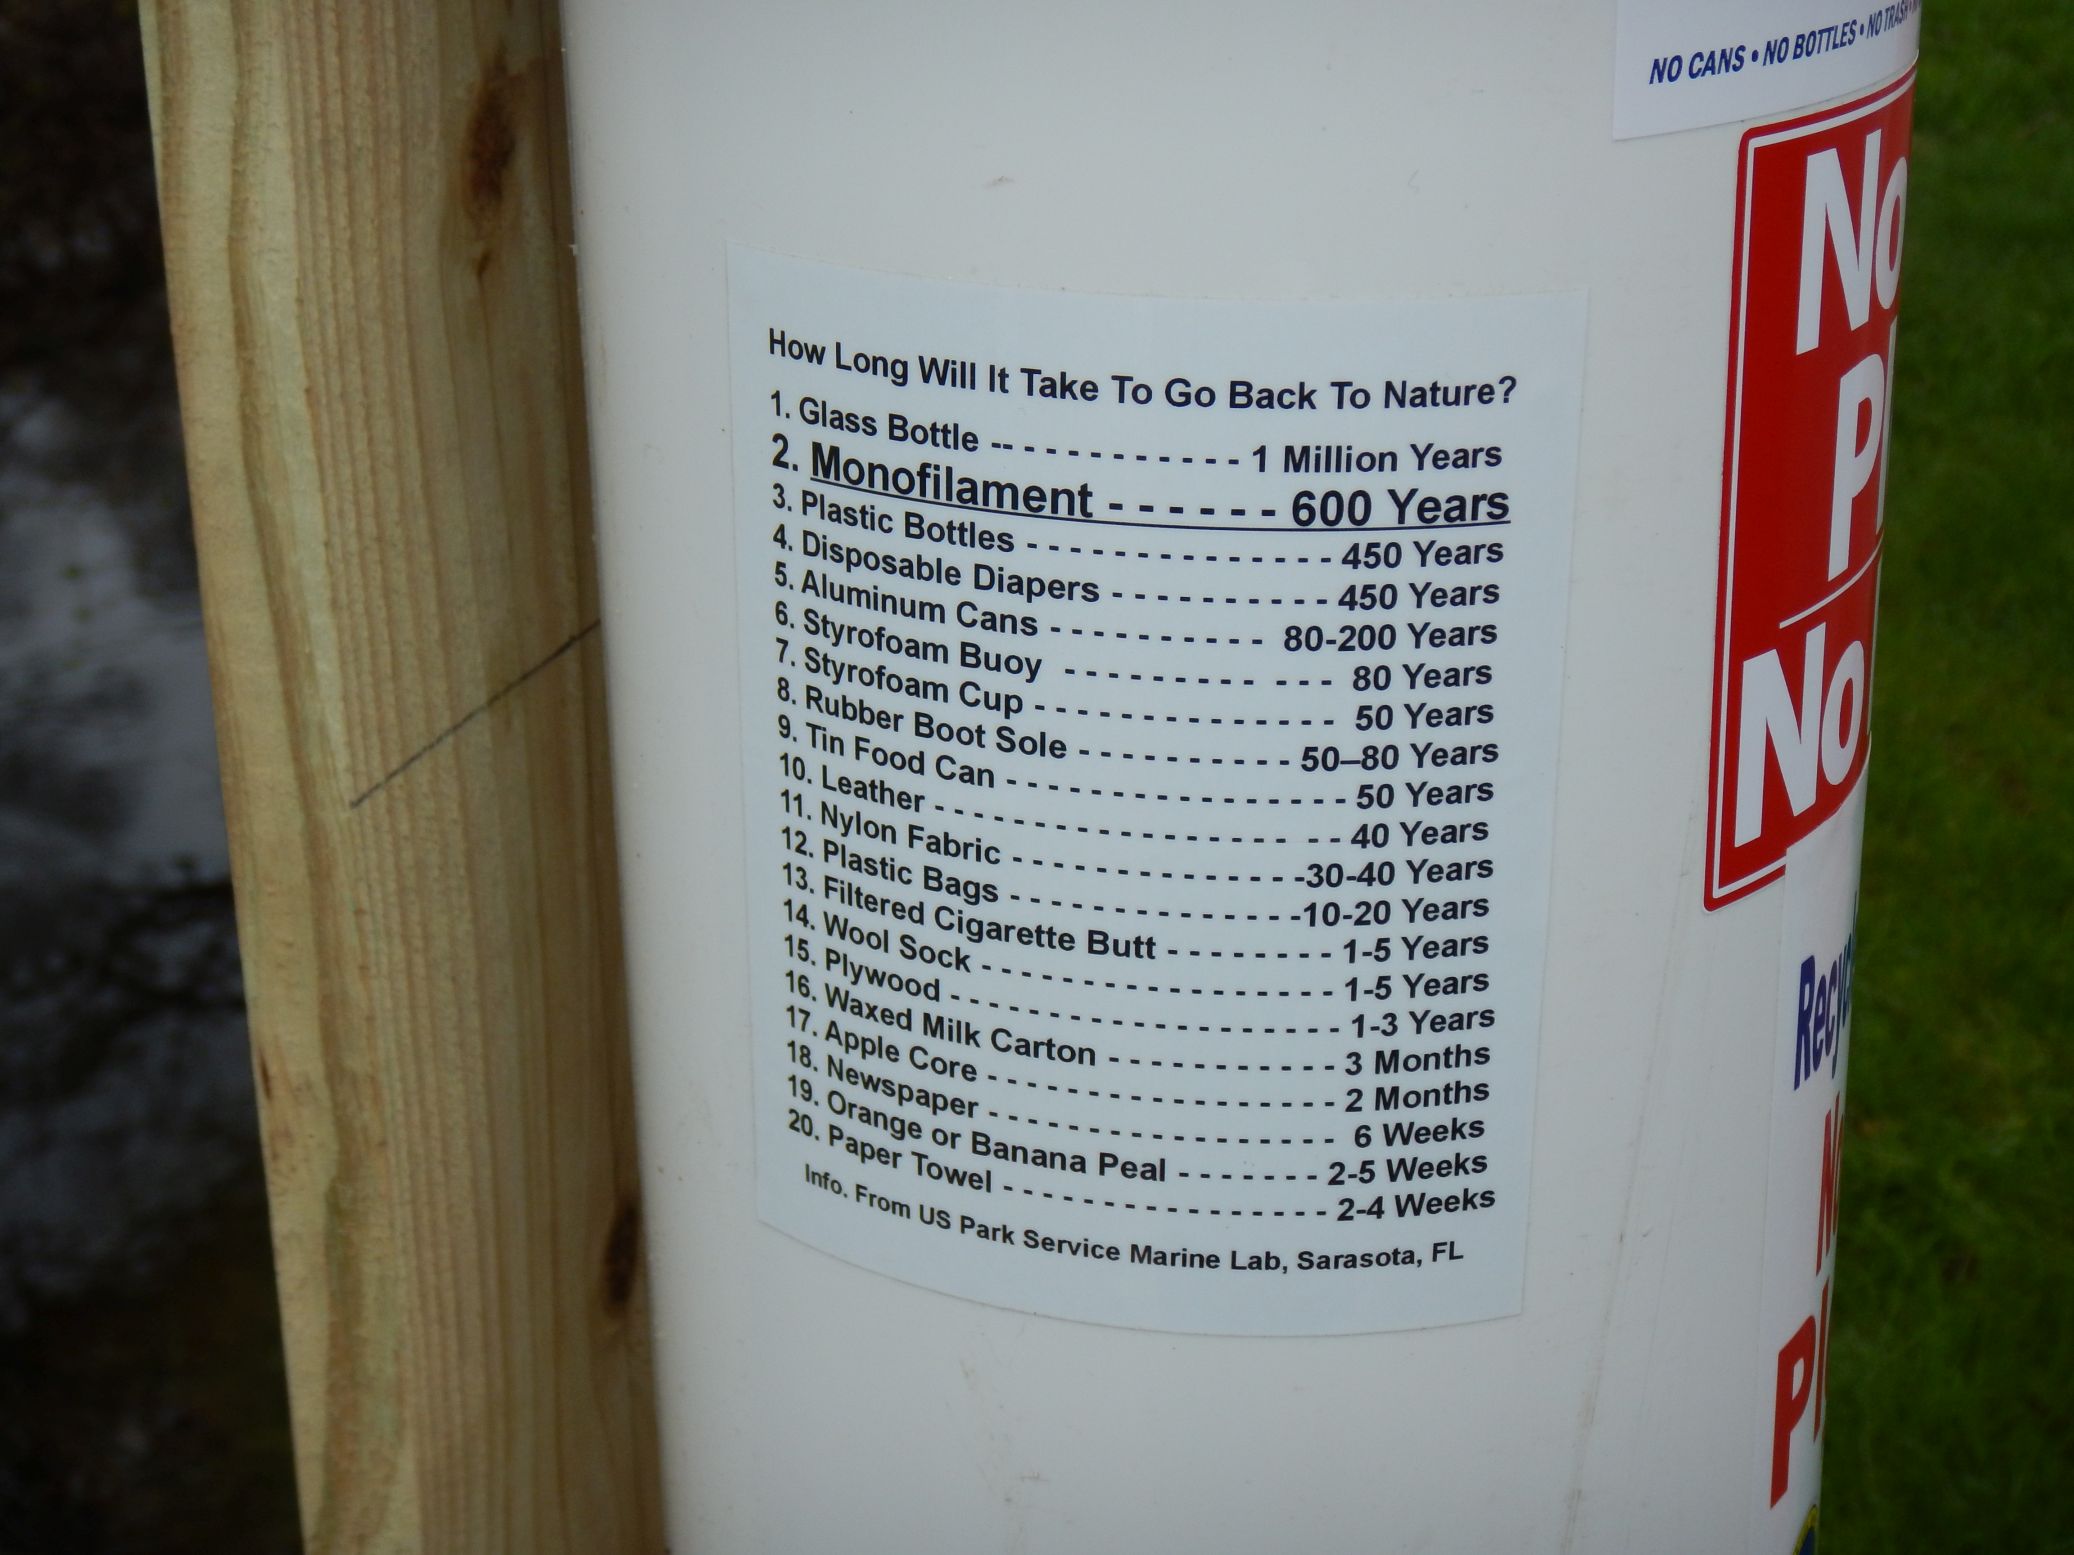 NO CANS • NO BOTTLES • NO TRASH •
No
No
How Long Will It Take To Go Back To Nature?
1. Glass Bottle -- - - - - - - - - - - - 1 Million Years
2. Monofilament - - - - - - 600 Years
3. Plastic Bottles - - - - - - - - - - - - - 450 Years
4. Disposable Diapers - - - - - - - - - - 450 Years
5. Aluminum Cans - - - - - - - - - - 80-200 Years
6. Styrofoam Buoy - - - - - - - - - - - - 80 Years
7. Styrofoam Cup - - - - - - - - - - - - - - 50 Years
8. Rubber Boot Sole - - - - - - - - - - 50–80 Years
9. Tin Food Can - - - - - - - - - - - - - - - - 50 Years
10. Leather - - - - - - - - - - - - - - - - - - - 40 Years
11. Nylon Fabric - - - - - - - - - - - - - -30-40 Years
12. Plastic Bags - - - - - - - - - - - - - -10-20 Years
13. Filtered Cigarette Butt - - - - - - - - 1-5 Years
14. Wool Sock - - - - - - - - - - - - - - - - 1-5 Years
15. Plywood - - - - - - - - - - - - - - - - - - 1-3 Years
16. Waxed Milk Carton - - - - - - - - - - - 3 Months
17. Apple Core - - - - - - - - - - - - - - - - 2 Months
18. Newspaper - - - - - - - - - - - - - - - - 6 Weeks
19. Orange or Banana Peal - - - - - - - 2-5 Weeks
20. Paper Towel - - - - - - - - - - - - - - - 2-4 Weeks
Info. From US Park Service Marine Lab, Sarasota, FL